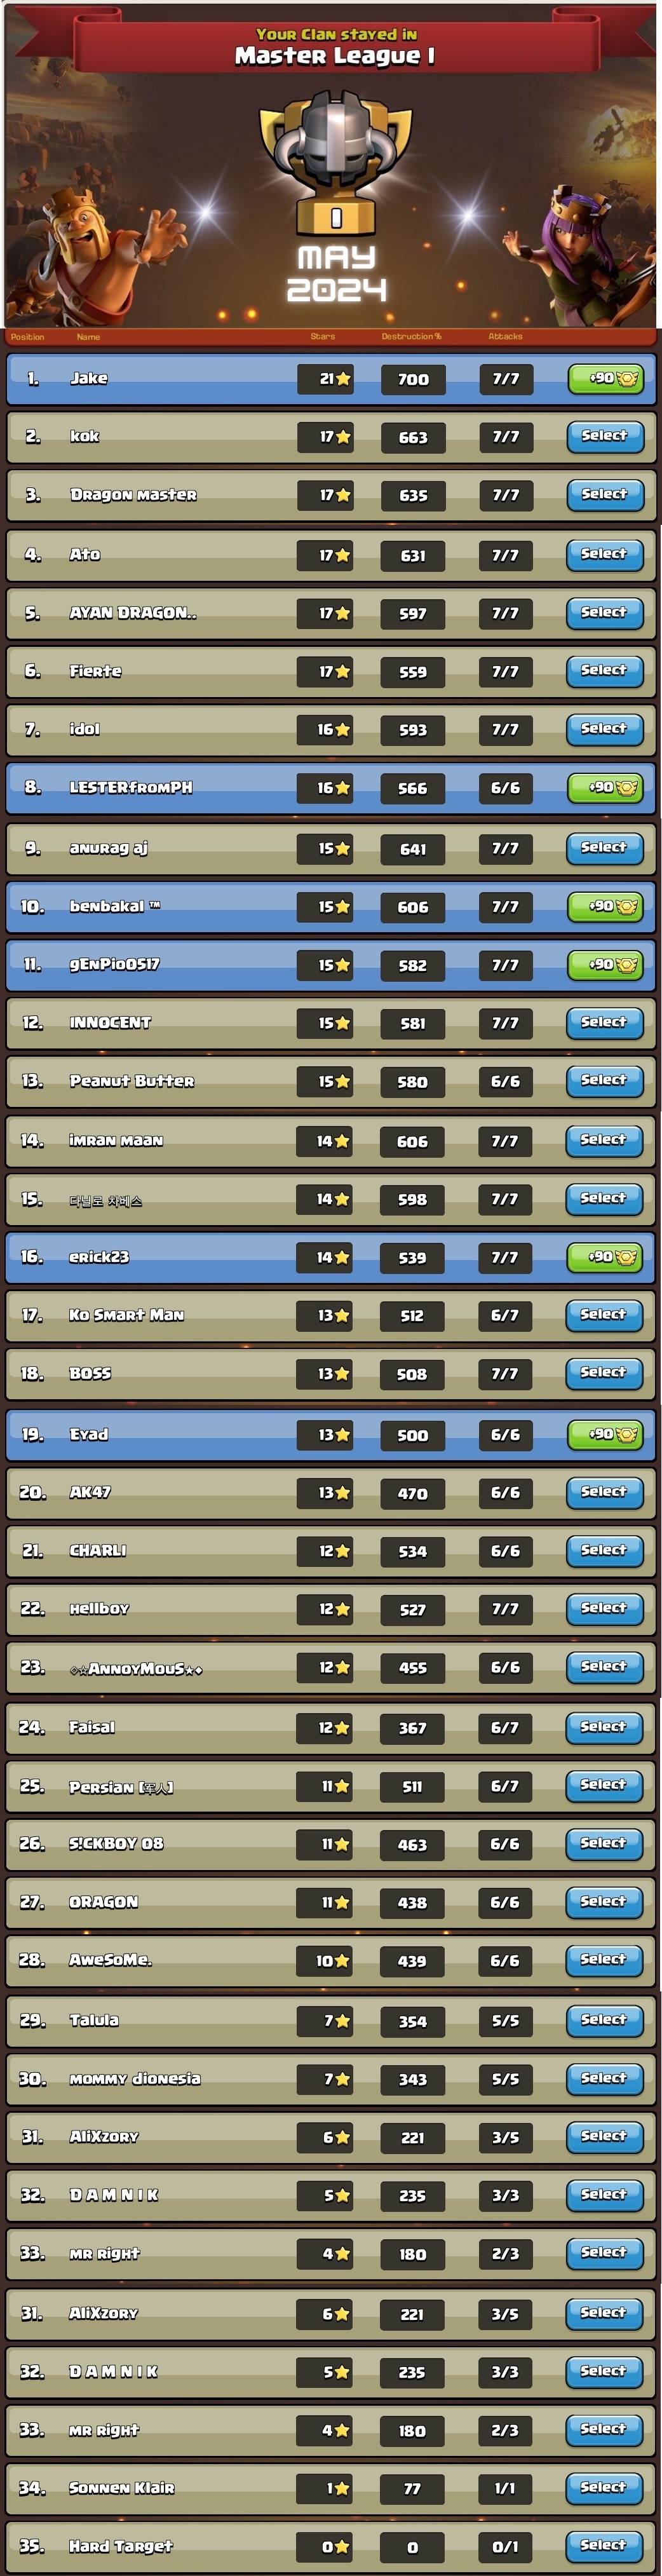 Your Clan stayed in
Master League I
I
MAY
2024
Position Name Stars Destruction% Attacks
1. Jake 21 700 7/7 +90
2. kok 17 663 7/7 Select
3. Dragon master 17 635 7/7 Select
4. Ato 17 631 7/7 Select
5. AYAN DRAGON.. 17 597 7/7 Select
6. Fierte 17 559 7/7 Select
7. idol 16 593 7/7 Select
8. LESTERfromPH 16 566 6/6 +90
9. anurag aj 15 641 7/7 Select
10. benbakal ™ 15 606 7/7 +90
11. gEnPio0517 15 582 7/7 +90
12. INNOCENT 15 581 7/7 Select
13. Peanut Butter 15 580 6/6 Select
14. imran maan 14 606 7/7 Select
15. 다닐로 차베스 14 598 7/7 Select
16. erick23 14 539 7/7 +90
17. Ko Smart Man 13 512 6/7 Select
18. BOSS 13 508 7/7 Select
19. Eyad 13 500 6/6 +90
20. AK47 13 470 6/6 Select
21. CHARLI 12 534 6/6 Select
22. Hellboy 12 527 7/7 Select
23. ◇☆AnnoyMouS★◆ 12 455 6/6 Select
24. Faisal 12 367 6/7 Select
25. Persian [军人] 11 511 6/7 Select
26. S!CKBOY 08 11 463 6/6 Select
27. ORAGON 11 438 6/6 Select
28. AweSoMe. 10 439 6/6 Select
29. Talula 7 354 5/5 Select
30. mommy dionesia 7 343 5/5 Select
31. AliXzory 6 221 3/5 Select
32. D A M N I K 5 235 3/3 Select
33. mr right 4 180 2/3 Select
31. AliXzory 6 221 3/5 Select
32. D A M N I K 5 235 3/3 Select
33. mr right 4 180 2/3 Select
34. Sonnen Klair 1 77 1/1 Select
35. Hard Target 0 0 0/1 Select